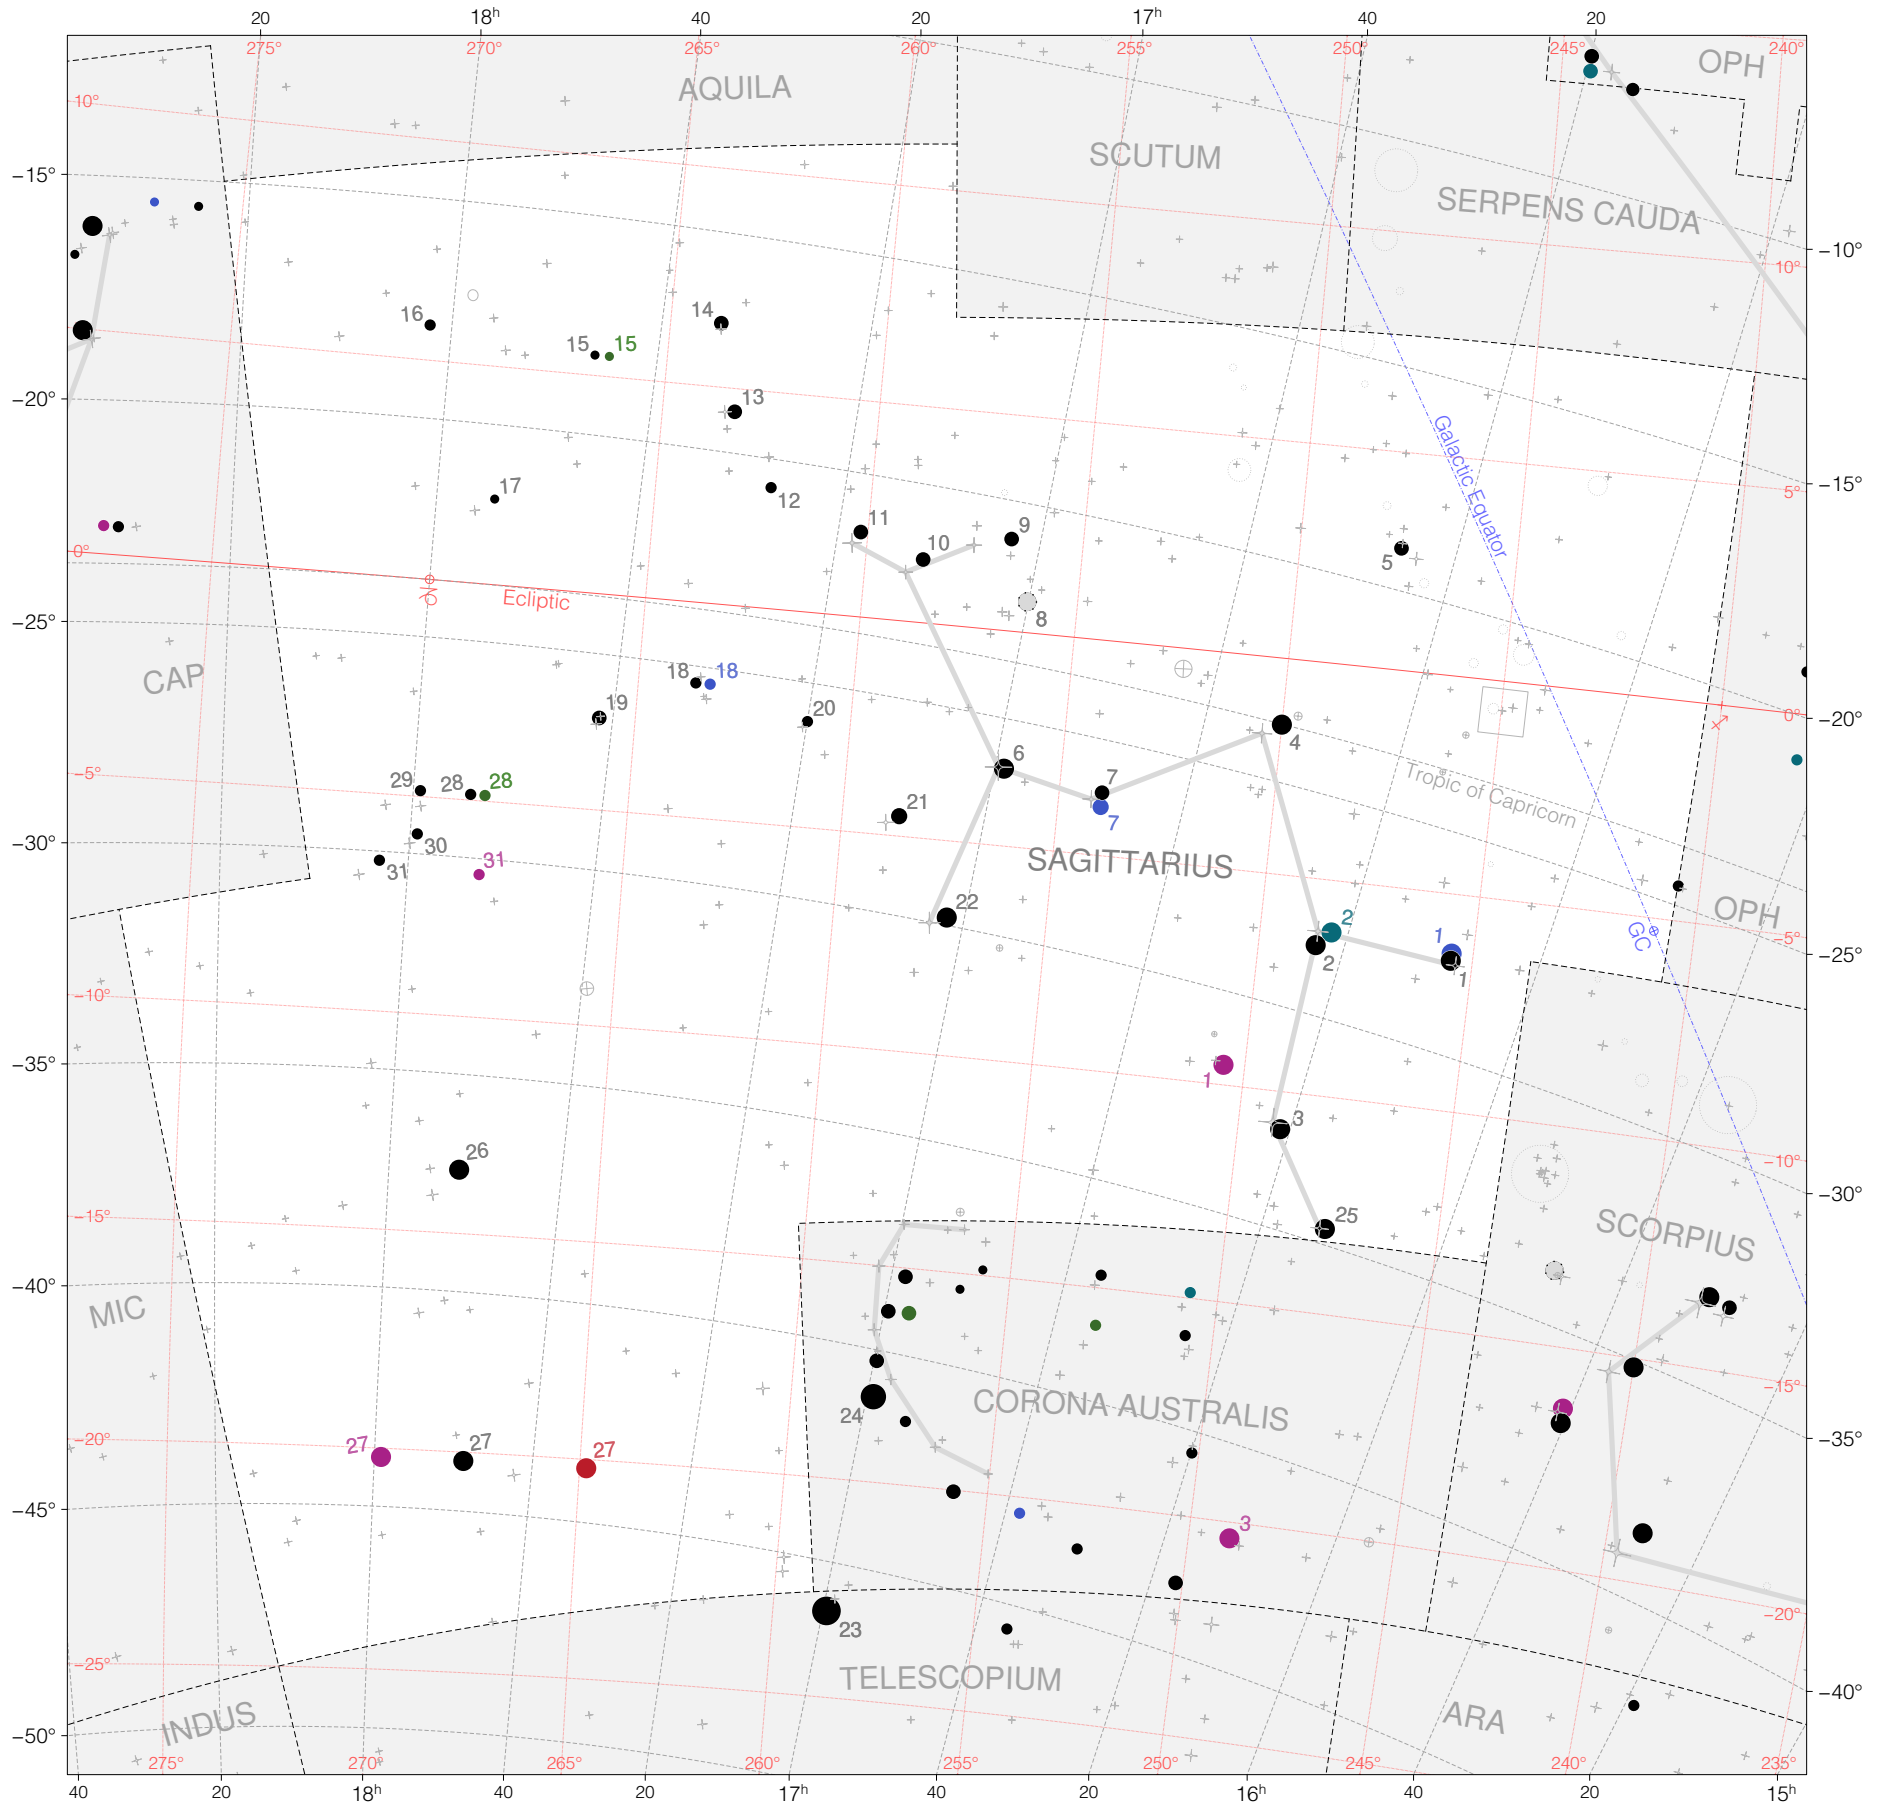 20 18h 40 20 17h 40 20
275° 270° 265° 260° 255° 250° 245° 240°
OPH
AQUILA
10°
SCUTUM
−15°
SERPENS CAUDA
−10°
10°
16
14
15 15
−20°
13
Galactic Equator
17
12
5°
−15°
11
9
10
5
0°
Ecliptic
8
−25°
CAP
18 18
19
20
0°
−20°
4
6
−5°
29 28 28
7
Tropic of Capricorn
21
7
−30°
30
31
31
SAGITTARIUS
22
2
OPH
1
GC
−5°
−25°
2
1
−10°
−35°
1
3
26
−10°
−30°
−15°
25
SCORPIUS
−40°
MIC
CORONA AUSTRALIS
−15°
24
−20°
27 27 27
−35°
−45°
3
23
−20°
−25°
TELESCOPIUM
−40°
INDUS
ARA
−50°
275° 270° 265° 260° 255° 250° 245° 240° 235°
40 20 18h 40 20 17h 40 20 16h 40 20 15h